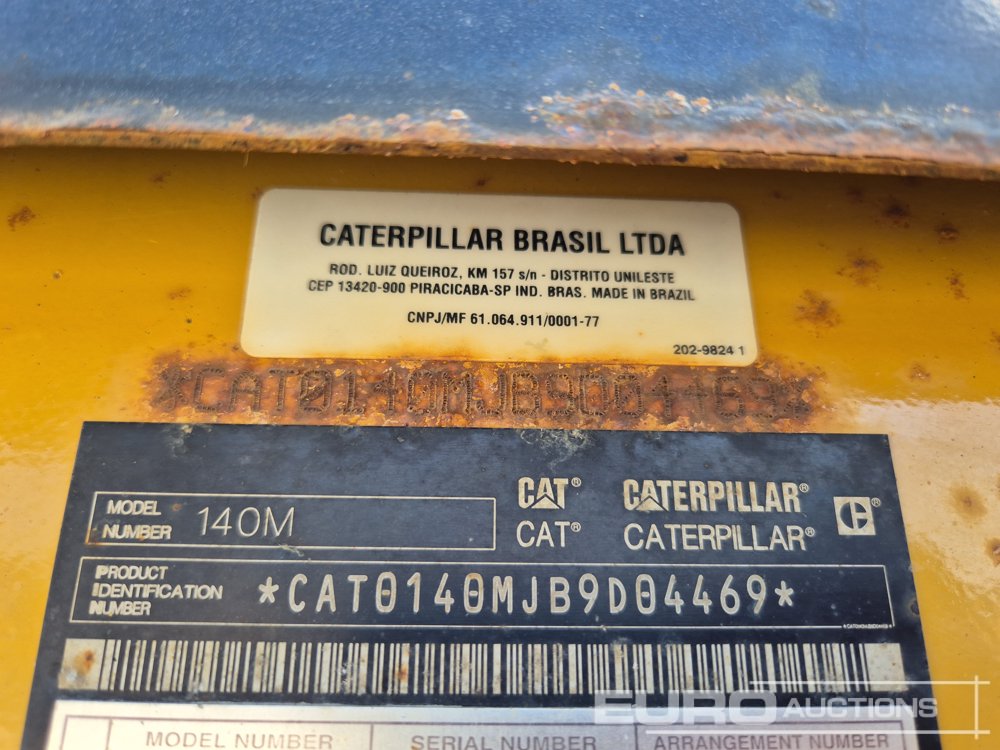 CATERPILLAR BRASIL LTDA
ROD. LUIZ QUEIROZ, KM 157 s/n - DISTRITO UNILESTE
CEP 13420-900 PIRACICABA-SP IND. BRAS. MADE IN BRAZIL
CNPJ/MF 61.064.911/0001-77
202-9824 1
*CAT0140MJB9D04469*
CAT® CATERPILLAR®
CAT® CATERPILLAR®
MODEL
NUMBER 140M
PRODUCT
IDENTIFICATION
NUMBER
*CAT0140MJB9D04469*
*CAT0140MJB9D04469*
EURO AUCTIONS
MODEL NUMBER SERIAL NUMBER ARRANGEMENT NUMBER